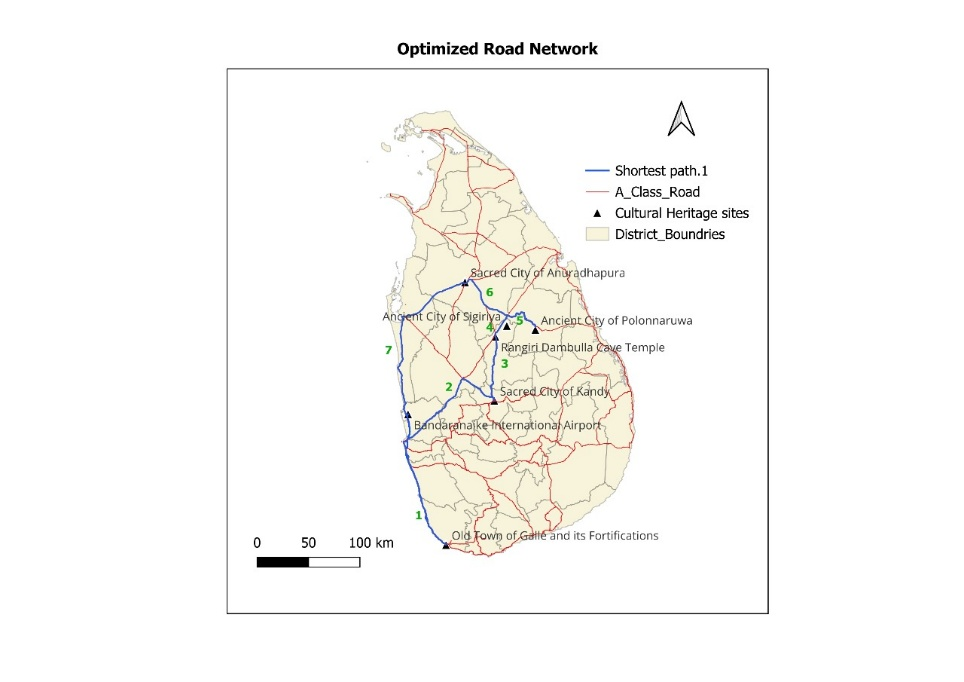 Optimized Road Network
Shortest path.1
A_Class_Road
Cultural Heritage sites
District_Boundries
Sacred City of Anuradhapura
6
Ancient City of Sigiriya
5
Ancient City of Polonnaruwa
4
Rangiri Dambulla Cave Temple
7
3
2
Sacred City of Kandy
Bandaranaike International Airport
1
Old Town of Galle and its Fortifications
0 50 100 km